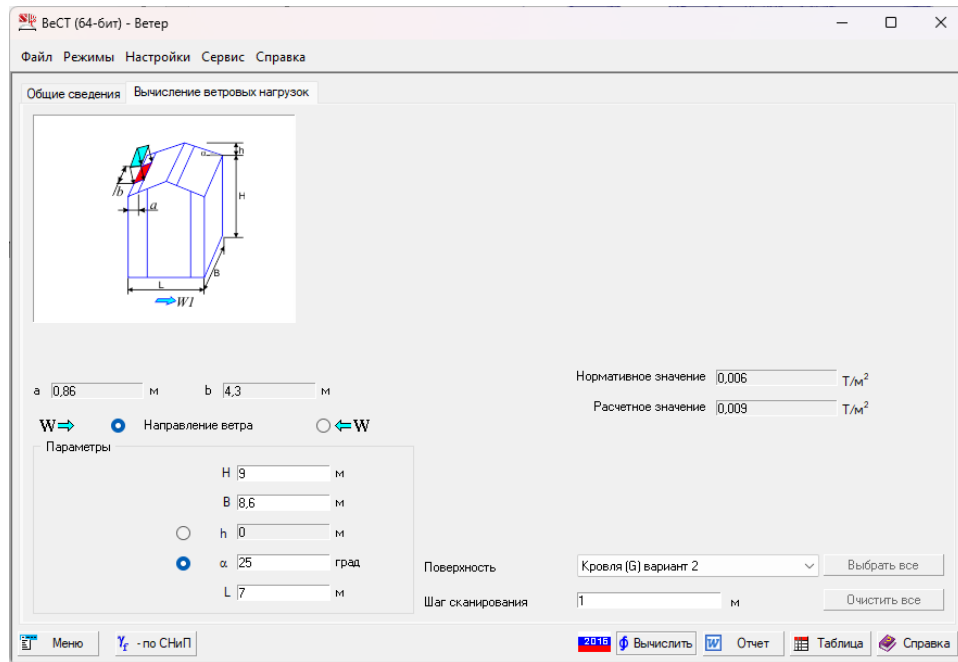 ВеСТ (64-бит) - Ветер
Файл Режимы Настройки Сервис Справка
Общие сведения Вычисление ветровых нагрузок
h
α
b
a
H
B
L
W1
a 0,86 м b 4,3 м
Нормативное значение 0,006 Т/м²
Расчетное значение 0,009 Т/м²
W Направление ветра W
Параметры
H 9 м
B 8,6 м
h 0 м
α 25 град
L 7 м
Поверхность Кровля (G) вариант 2 Выбрать все
Шаг сканирования 1 м Очистить все
Меню γf - по СНиП 2016 Вычислить W Отчет Таблица Справка